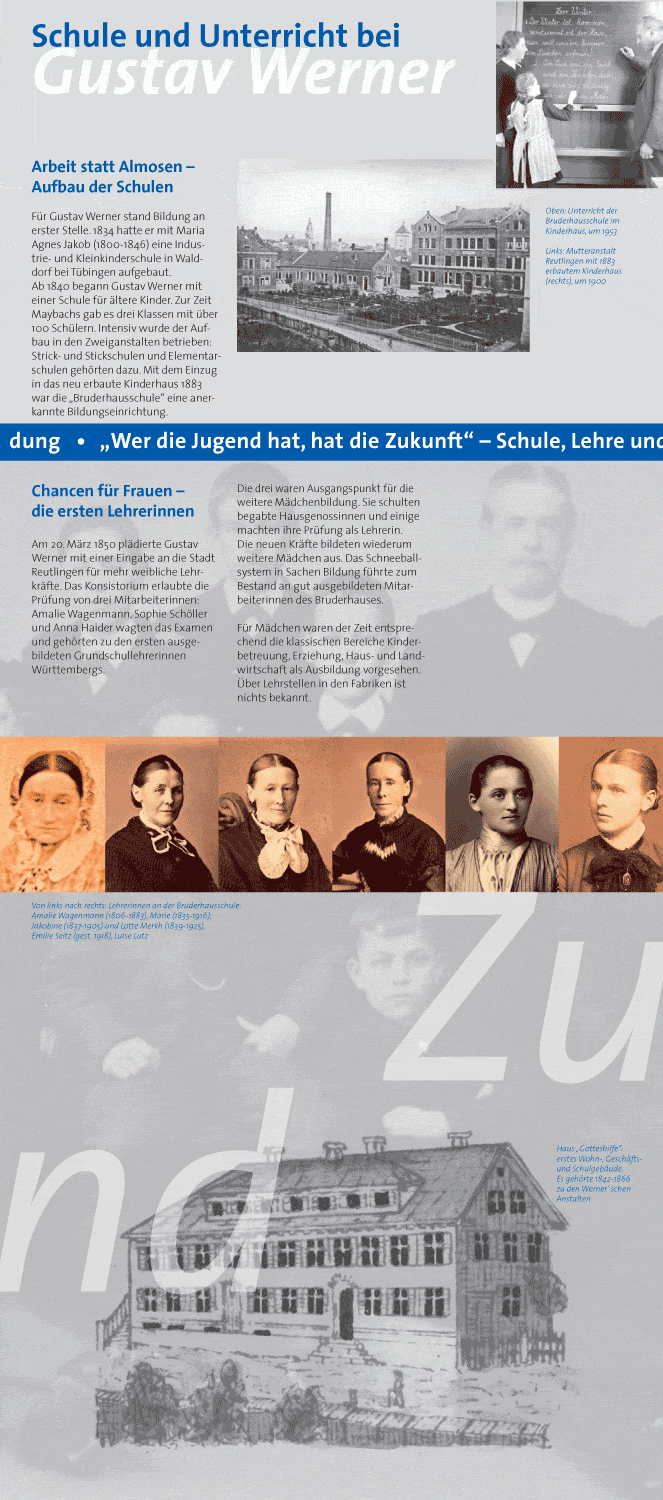 Schule und Unterricht bei
Gustav Werner
Herr Winter
Der Winter ist kommen
Arbeit statt Almosen –
Aufbau der Schulen
Für Gustav Werner stand Bildung an
erster Stelle. 1834 hatte er mit Maria
Agnes Jakob (1800-1846) eine Indus-
trie- und Kleinkinderschule in Wald-
dorf bei Tübingen aufgebaut.
Ab 1840 begann Gustav Werner mit
einer Schule für ältere Kinder. Zur Zeit
Maybachs gab es drei Klassen mit über
100 Schülern. Intensiv wurde der Auf-
bau in den Zweiganstalten betrieben:
Strick- und Stickschulen und Elementar-
schulen gehörten dazu. Mit dem Einzug
in das neu erbaute Kinderhaus 1883
war die „Bruderhausschule“ eine aner-
kannte Bildungseinrichtung.
Oben: Unterricht der
Bruderhausschule im
Kinderhaus, um 1953
Links: Mutteranstalt
Reutlingen mit 1883
erbautem Kinderhaus
(rechts), um 1900
dung • „Wer die Jugend hat, hat die Zukunft“ – Schule, Lehre und
Chancen für Frauen –
die ersten Lehrerinnen
Am 20. März 1850 plädierte Gustav
Werner mit einer Eingabe an die Stadt
Reutlingen für mehr weibliche Lehr-
kräfte. Das Konsistorium erlaubte die
Prüfung von drei Mitarbeiterinnen:
Amalie Wagenmann, Sophie Schöller
und Anna Haider wagten das Examen
und gehörten zu den ersten ausge-
bildeten Grundschullehrerinnen
Württembergs.
Die drei waren Ausgangspunkt für die
weitere Mädchenbildung. Sie schulten
begabte Hausgenossinnen und einige
machten ihre Prüfung als Lehrerin.
Die neuen Kräfte bildeten wiederum
weitere Mädchen aus. Das Schneeball-
system in Sachen Bildung führte zum
Bestand an gut ausgebildeten Mitar-
beiterinnen des Bruderhauses.
Für Mädchen waren der Zeit entspre-
chend die klassischen Bereiche Kinder-
betreuung, Erziehung, Haus- und Land-
wirtschaft als Ausbildung vorgesehen.
Über Lehrstellen in den Fabriken ist
nichts bekannt.
Von links nach rechts: Lehrerinnen an der Bruderhausschule:
Amalie Wagenmann (1806-1883), Marie (1835-1916),
Jakobine (1837-1905) und Lotte Merkh (1839-1925),
Emilie Seitz (gest. 1918), Luise Lutz
Zu
nd
Haus „Gotteshilfe“:
erstes Wohn-, Geschäfts-
und Schulgebäude.
Es gehörte 1842-1866
zu den Werner'schen
Anstalten